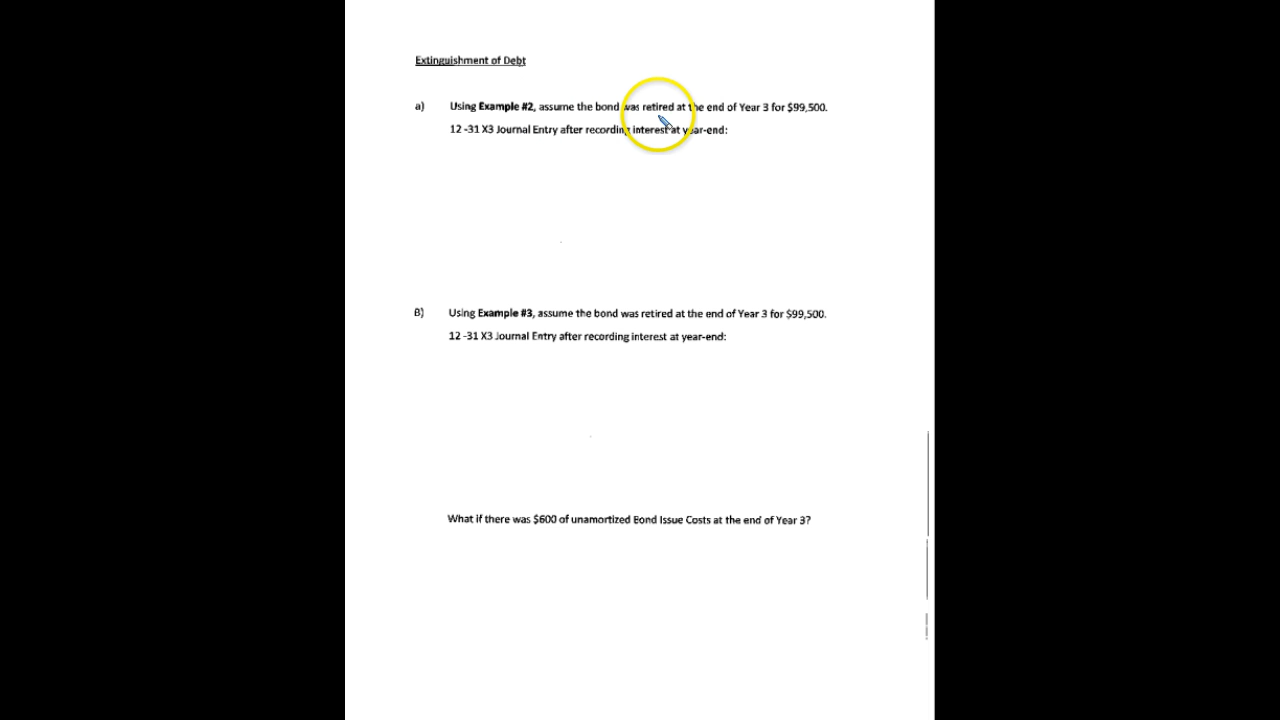 Extinguishment of Debt
a) Using Example #2, assume the bond was retired at the end of Year 3 for $99,500.
12 -31 X3 Journal Entry after recording interest at year-end:
B) Using Example #3, assume the bond was retired at the end of Year 3 for $99,500.
12 -31 X3 Journal Entry after recording interest at year-end:
What if there was $600 of unamortized Bond Issue Costs at the end of Year 3?